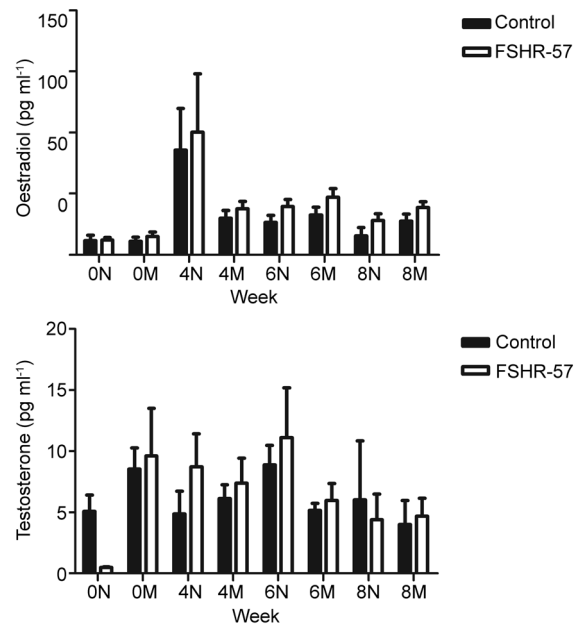 150
100
50
0
Oestradiol (pg ml⁻¹)
Control
FSHR-57
0N 0M 4N 4M 6N 6M 8N 8M
Week
20
15
10
5
0
Testosterone (pg ml⁻¹)
Control
FSHR-57
0N 0M 4N 4M 6N 6M 8N 8M
Week